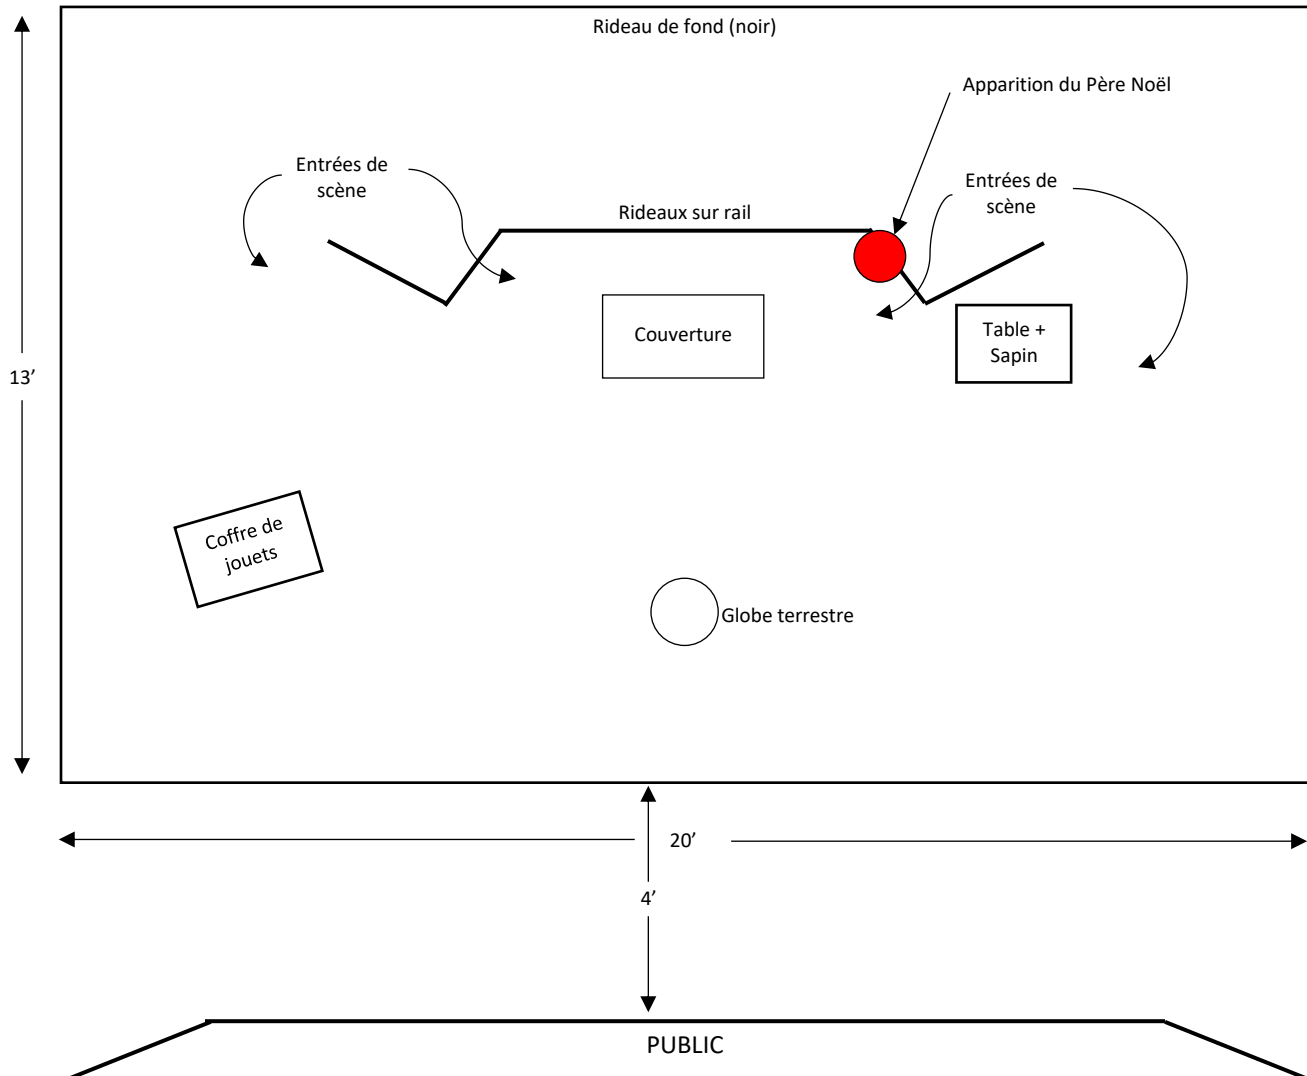 Rideau de fond (noir)
Apparition du Père Noël
Entrées de
scène
Entrées de
scène
Rideaux sur rail
Couverture
Table +
Sapin
13’
Coffre de
jouets
Globe terrestre
20’
4’
PUBLIC